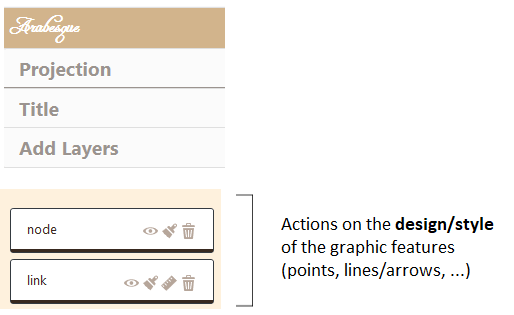 Arabesque
Projection
Title
Add Layers
node
link
Actions on the design/style
of the graphic features
(points, lines/arrows, ...)